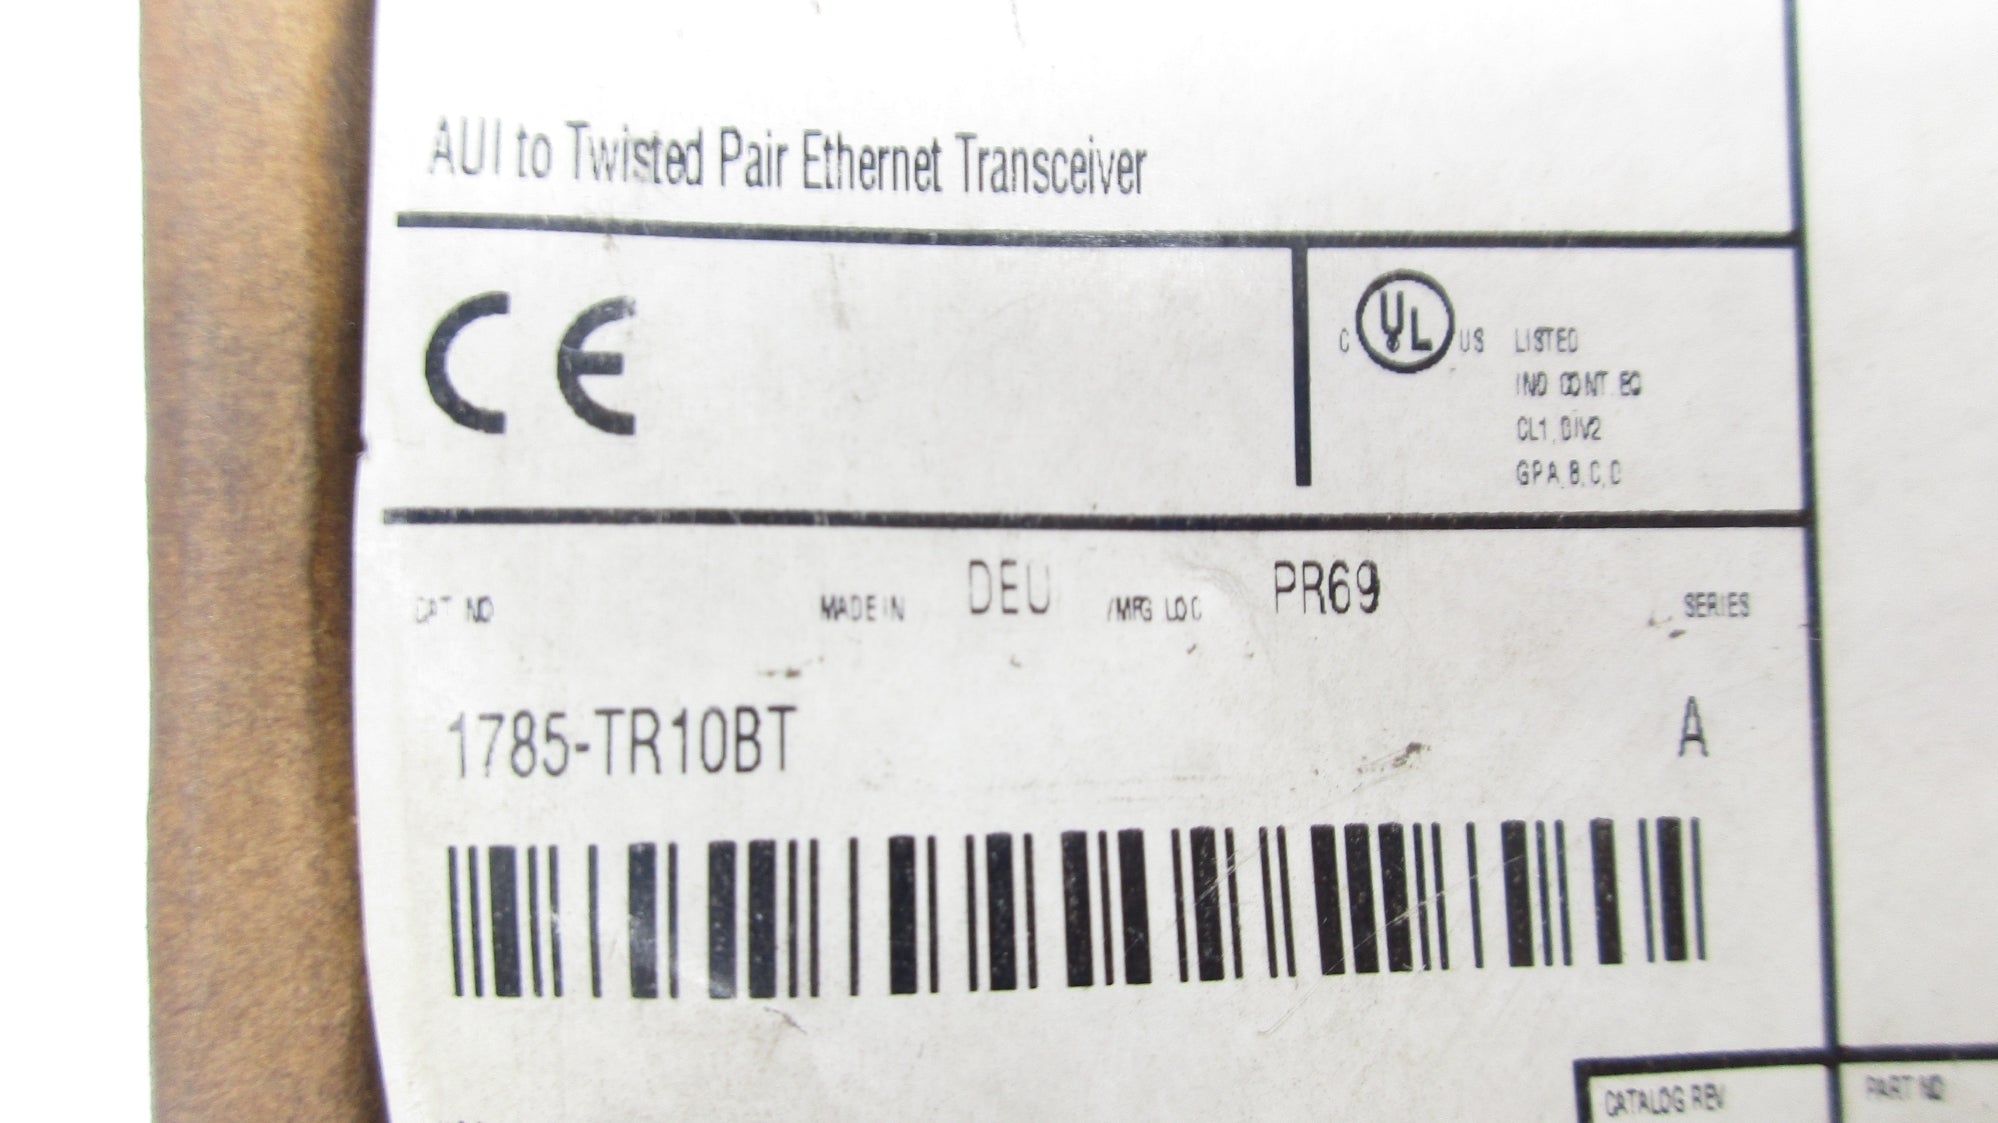 AUI to Twisted Pair Ethernet Transceiver
CE
C UL US LISTED
IND CONT EQ
CL1, DIV2
GP A, B, C, D
CAT NO MADE IN DEU /MFG LOC PR69 SERIES
1785-TR10BT A
CATALOG REV PART NO